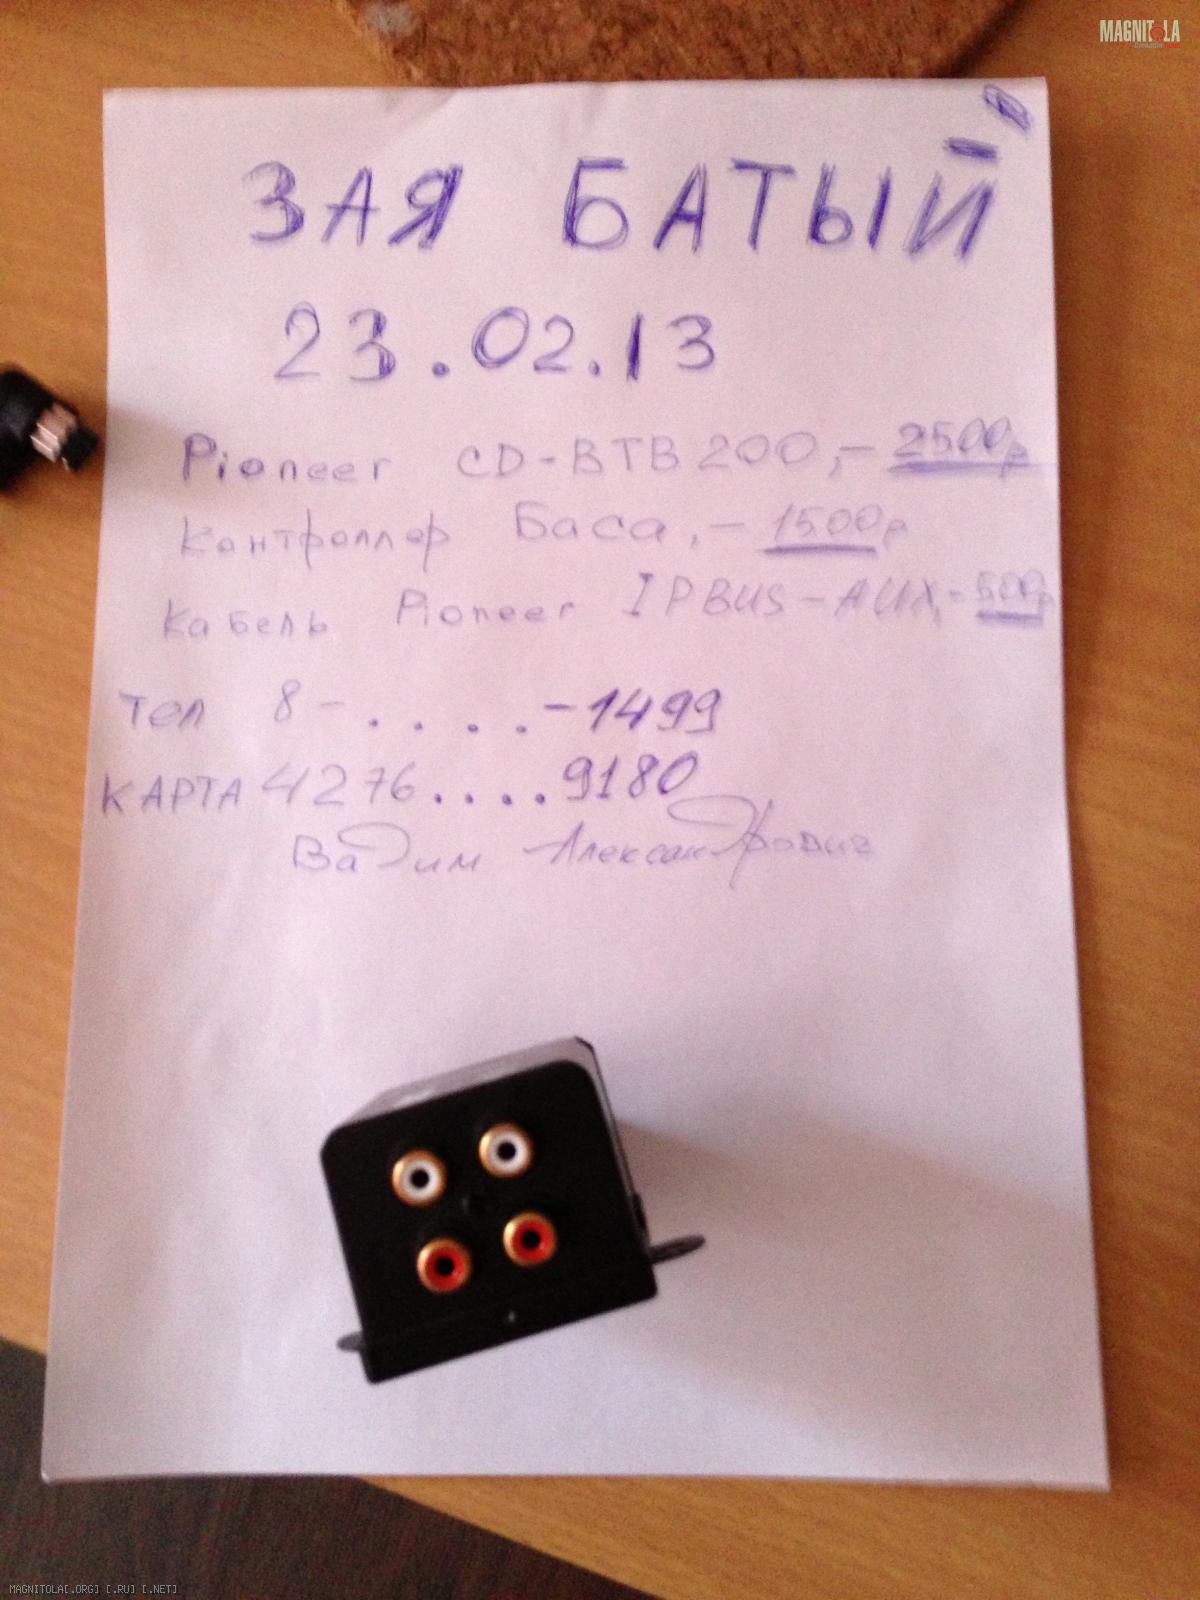 MAGNITOLA
ЗАЯ БАТЫЙ
23.02.13
Pioneer CD-BTB200,- 2500р
Контроллер Баса,- 1500р
Кабель Pioneer IPBUS-AUX,- 500р
Тел 8-....-1499
КАРТА 4276....9180
Вадим Александрович
MAGNITOLA[.ORG] [.RU] [.NET]